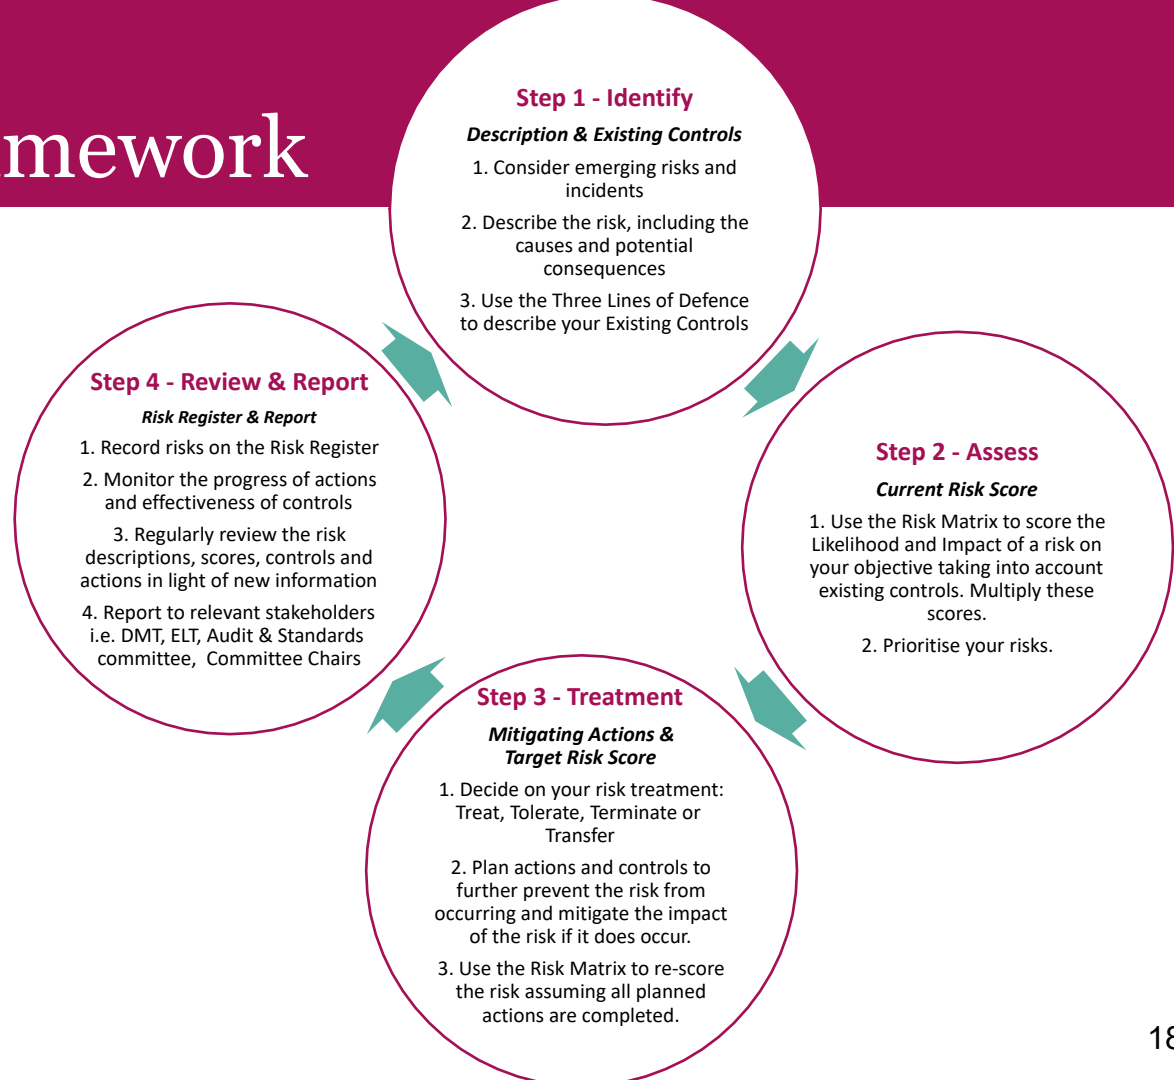 mework
Step 1 - Identify
Description & Existing Controls
1. Consider emerging risks and
incidents
2. Describe the risk, including the
causes and potential
consequences
3. Use the Three Lines of Defence
to describe your Existing Controls
Step 2 - Assess
Current Risk Score
1. Use the Risk Matrix to score the
Likelihood and Impact of a risk on
your objective taking into account
existing controls. Multiply these
scores.
2. Prioritise your risks.
Step 3 - Treatment
Mitigating Actions &
Target Risk Score
1. Decide on your risk treatment:
Treat, Tolerate, Terminate or
Transfer
2. Plan actions and controls to
further prevent the risk from
occurring and mitigate the impact
of the risk if it does occur.
3. Use the Risk Matrix to re-score
the risk assuming all planned
actions are completed.
Step 4 - Review & Report
Risk Register & Report
1. Record risks on the Risk Register
2. Monitor the progress of actions
and effectiveness of controls
3. Regularly review the risk
descriptions, scores, controls and
actions in light of new information
4. Report to relevant stakeholders
i.e. DMT, ELT, Audit & Standards
committee, Committee Chairs
18